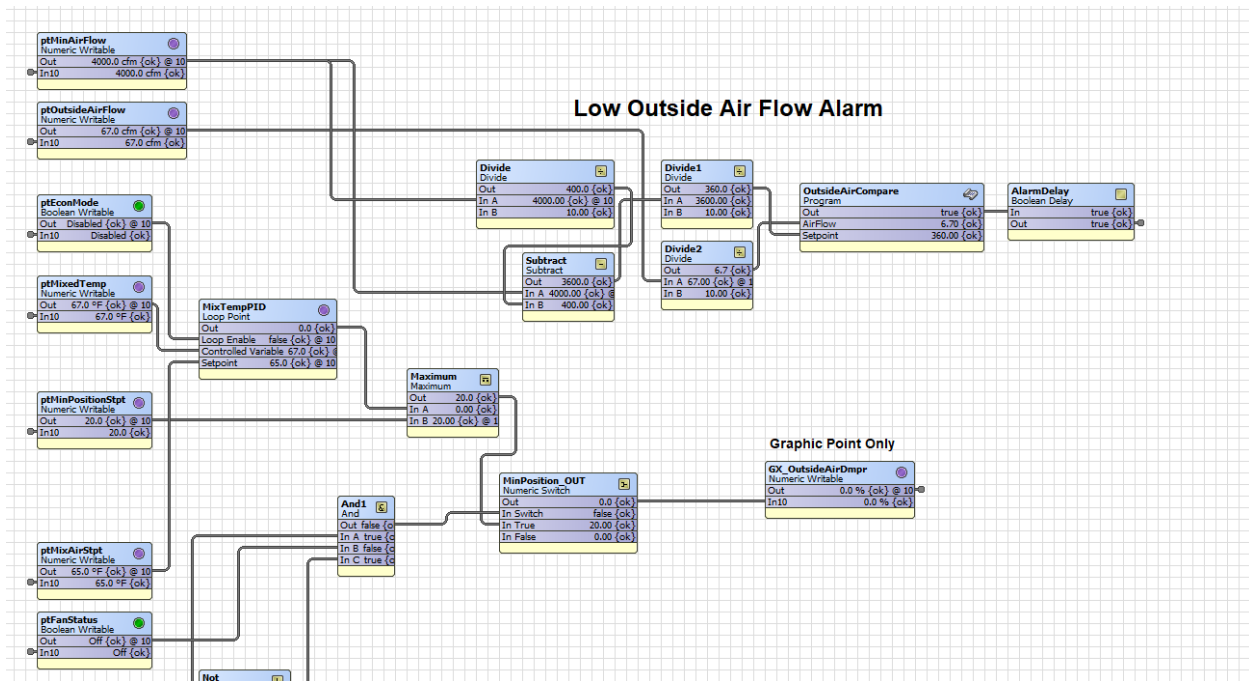 ptMinAirFlow
Numeric Writable
Out 4000.0 cfm {ok} @ 10
In10 4000.0 cfm {ok}
ptOutsideAirFlow
Numeric Writable
Out 67.0 cfm {ok} @ 10
In10 67.0 cfm {ok}
Low Outside Air Flow Alarm
Divide
Divide
Out 400.0 {ok}
In A 4000.00 {ok} @ 10
In B 10.00 {ok}
Divide1
Divide
Out 360.0 {ok}
In A 3600.00 {ok}
In B 10.00 {ok}
OutsideAirCompare
Program
Out true {ok}
AirFlow 6.70 {ok}
Setpoint 360.00 {ok}
AlarmDelay
Boolean Delay
In true {ok}
Out true {ok}
ptEconMode
Boolean Writable
Out Disabled {ok} @ 10
In10 Disabled {ok}
Subtract
Subtract
Out 3600.0 {ok}
In A 4000.00 {ok} @
In B 400.00 {ok}
Divide2
Divide
Out 6.7 {ok}
In A 67.00 {ok} @ 1
In B 10.00 {ok}
ptMixedTemp
Numeric Writable
Out 67.0 °F {ok} @ 10
In10 67.0 °F {ok}
MixTempPID
Loop Point
Out 0.0 {ok}
Loop Enable false {ok} @ 10
Controlled Variable 67.0 {ok} @
Setpoint 65.0 {ok} @ 10
ptMinPositionStpt
Numeric Writable
Out 20.0 {ok} @ 10
In10 20.0 {ok}
Maximum
Maximum
Out 20.0 {ok}
In A 0.00 {ok}
In B 20.00 {ok} @ 1
Graphic Point Only
GX_OutsideAirDmpr
Numeric Writable
Out 0.0 % {ok} @ 10
In10 0.0 % {ok}
MinPosition_OUT
Numeric Switch
Out 0.0 {ok}
In Switch false {ok}
In True 20.00 {ok}
In False 0.00 {ok}
And1
And
Out false {o
In A true {o
In B false {o
In C true {o
ptMixAirStpt
Numeric Writable
Out 65.0 °F {ok} @ 10
In10 65.0 °F {ok}
ptFanStatus
Boolean Writable
Out Off {ok} @ 10
In10 Off {ok}
Not